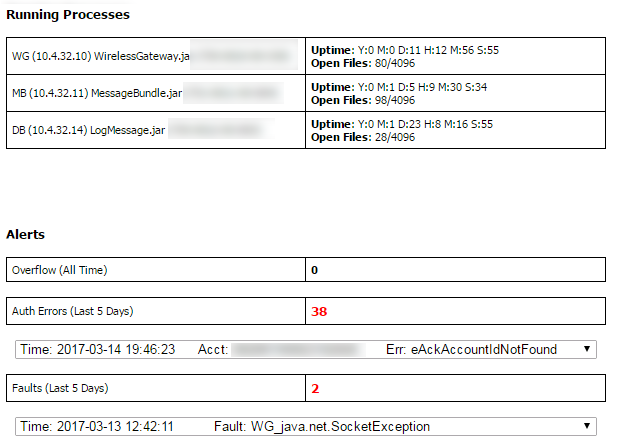 Running Processes
WG (10.4.32.10) WirelessGateway.ja
Uptime: Y:0 M:0 D:11 H:12 M:56 S:55
Open Files: 80/4096
MB (10.4.32.11) MessageBundle.jar
Uptime: Y:0 M:1 D:5 H:9 M:30 S:34
Open Files: 98/4096
DB (10.4.32.14) LogMessage.jar
Uptime: Y:0 M:1 D:23 H:8 M:16 S:55
Open Files: 28/4096
Alerts
Overflow (All Time) 0
Auth Errors (Last 5 Days) 38
Time: 2017-03-14 19:46:23 Acct: Err: eAckAccountIdNotFound
Faults (Last 5 Days) 2
Time: 2017-03-13 12:42:11 Fault: WG_java.net.SocketException